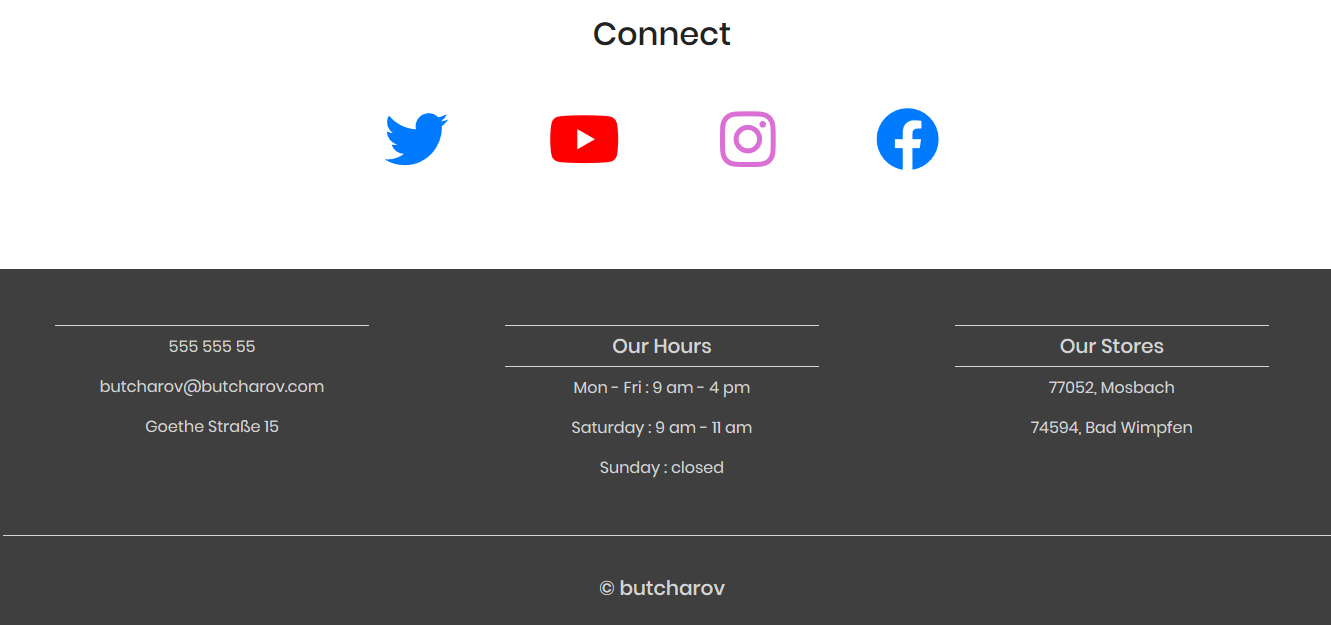 Connect
555 555 55
butcharov@butcharov.com
Goethe Straße 15
Our Hours
Mon - Fri : 9 am - 4 pm
Saturday : 9 am - 11 am
Sunday : closed
Our Stores
77052, Mosbach
74594, Bad Wimpfen
© butcharov